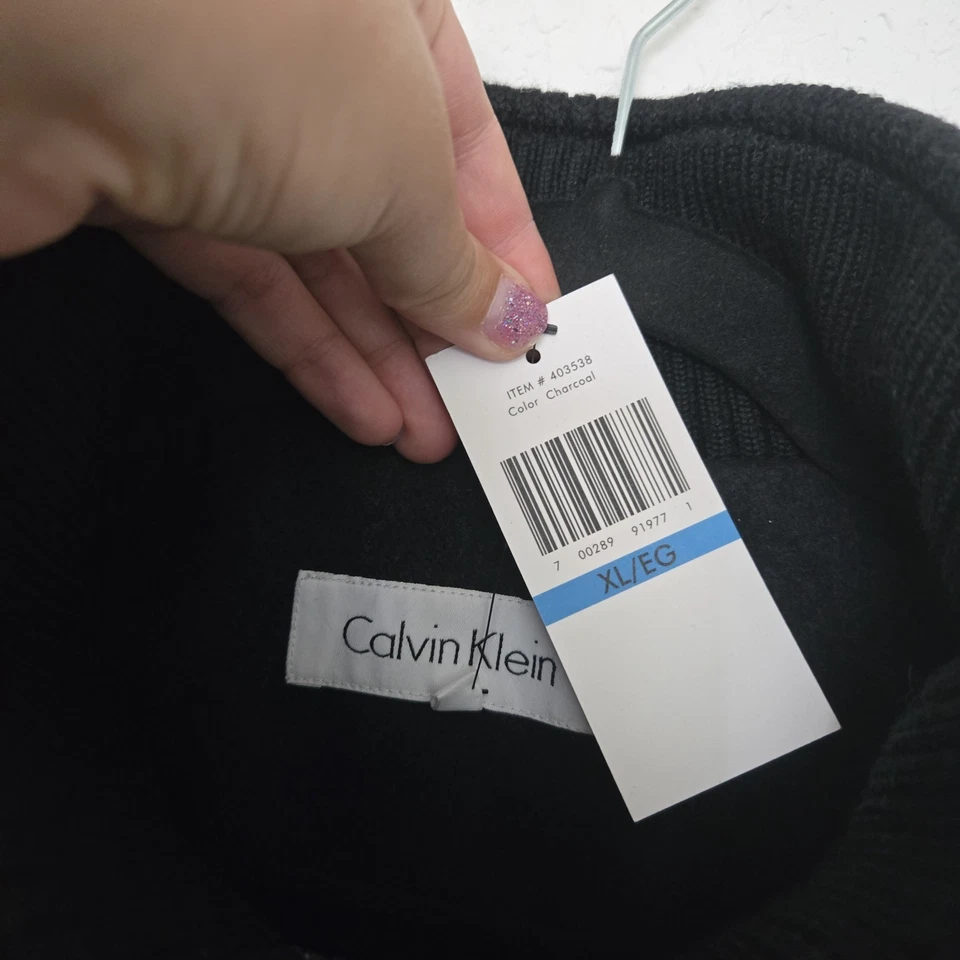 ITEM # 403538
Color Charcoal
7 00289 91977 1
XL/EG
Calvin Klein